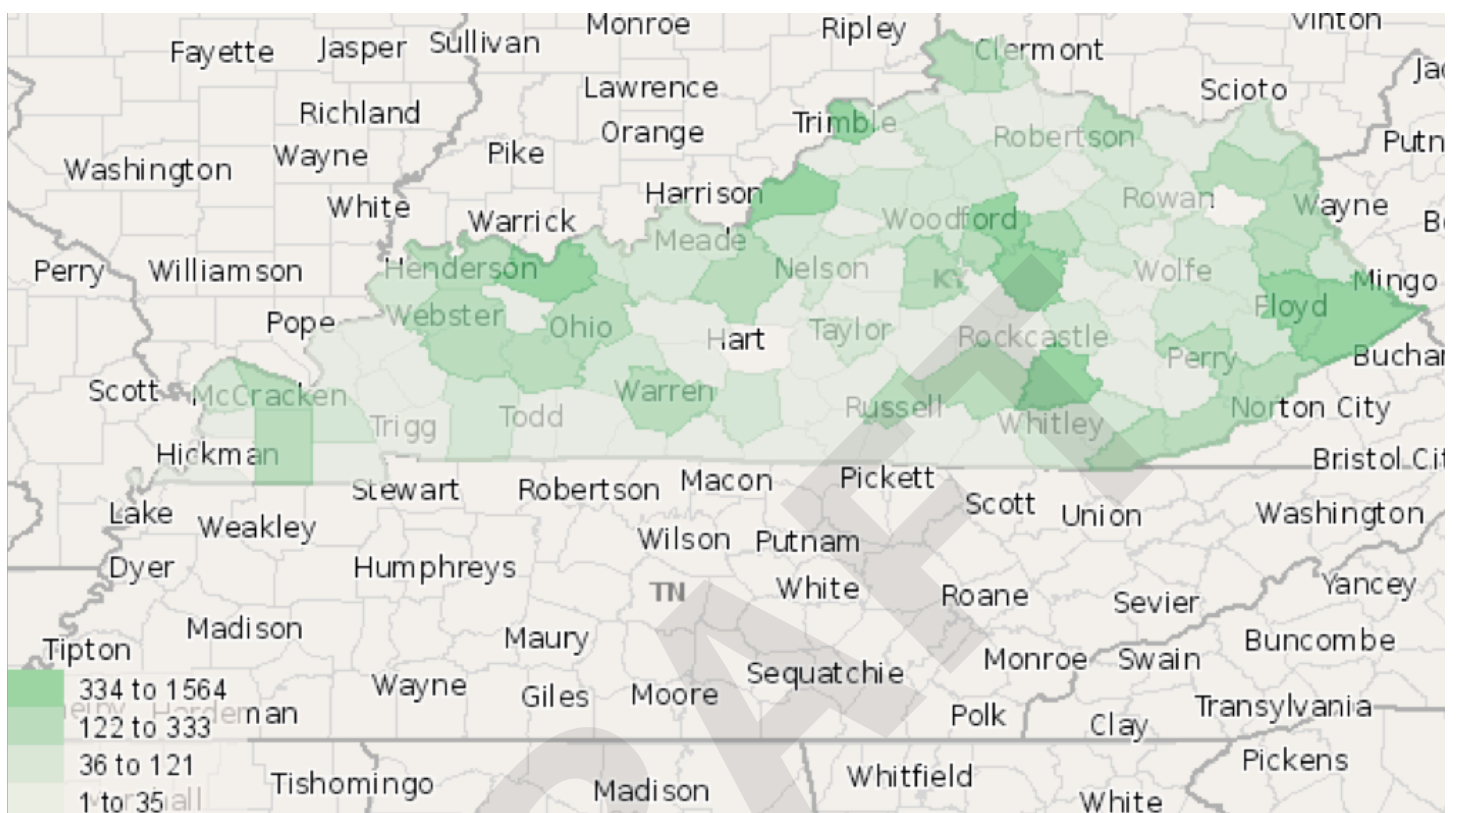 Monroe
Ripley
Vinton
Fayette
Jasper
Sullivan
Clermont
Lawrence
Scioto
Richland
Trimble
Orange
Robertson
Washington
Wayne
Pike
Putn
White
Harrison
Rowan
Wayne
Warrick
Woodford
Meade
Perry
Williamson
Henderson
Nelson
KY
Wolfe
Mingo
Pope
Webster
Ohio
Hart
Taylor
Rockcastle
Floyd
Perry
Buchan
Scott
McCracken
Warren
Russell
Norton City
Trigg
Todd
Whitley
Hickman
Bristol Cit
Stewart
Robertson
Macon
Pickett
Scott
Union
Washington
Lake
Weakley
Wilson
Putnam
Dyer
Humphreys
TN
White
Roane
Sevier
Yancey
Madison
Maury
Buncombe
Tipton
Sequatchie
Monroe
Swain
334 to 1564
Wayne
Giles
Moore
Transylvania
Hardeman
Polk
Clay
122 to 333
36 to 121
Pickens
Tishomingo
Madison
Whitfield
White
1 to 35